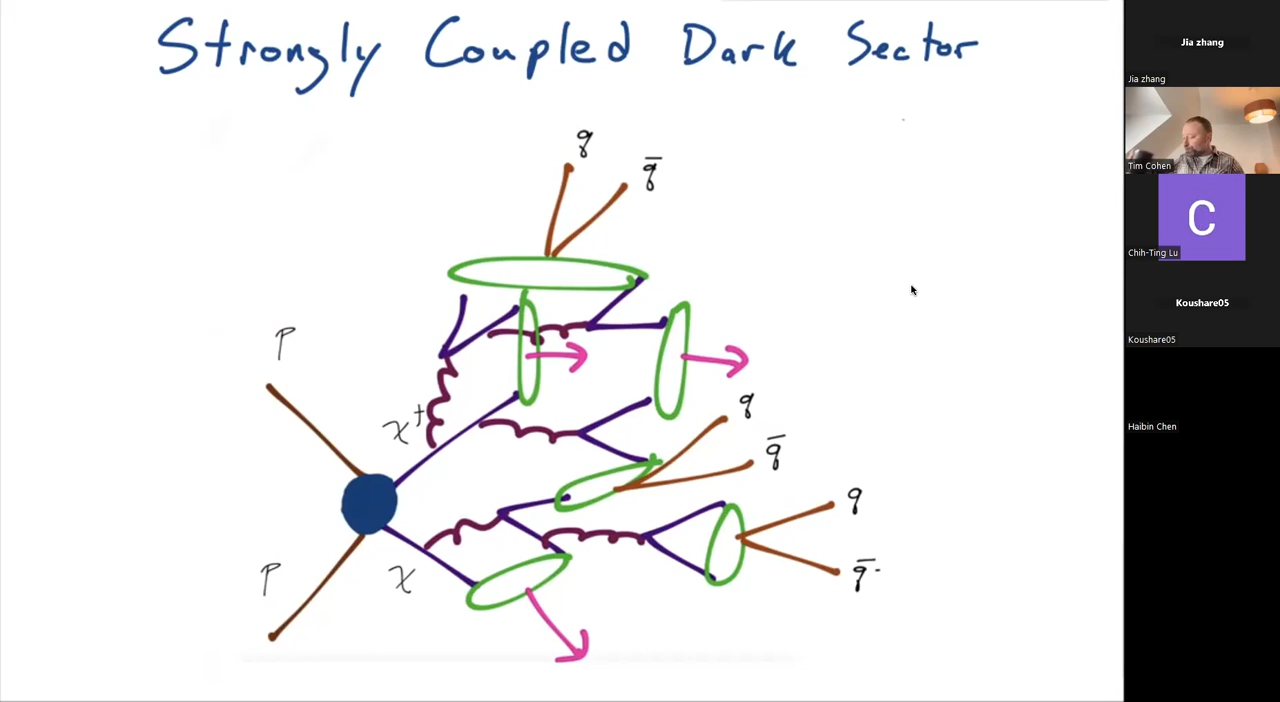 Strongly Coupled Dark Sector
q
q̅
P
χ†
q
q̅
q
q̅
P
χ
Jia zhang
Jia zhang
Tim Cohen
C
Chih-Ting Lu
Koushare05
Koushare05
Haibin Chen